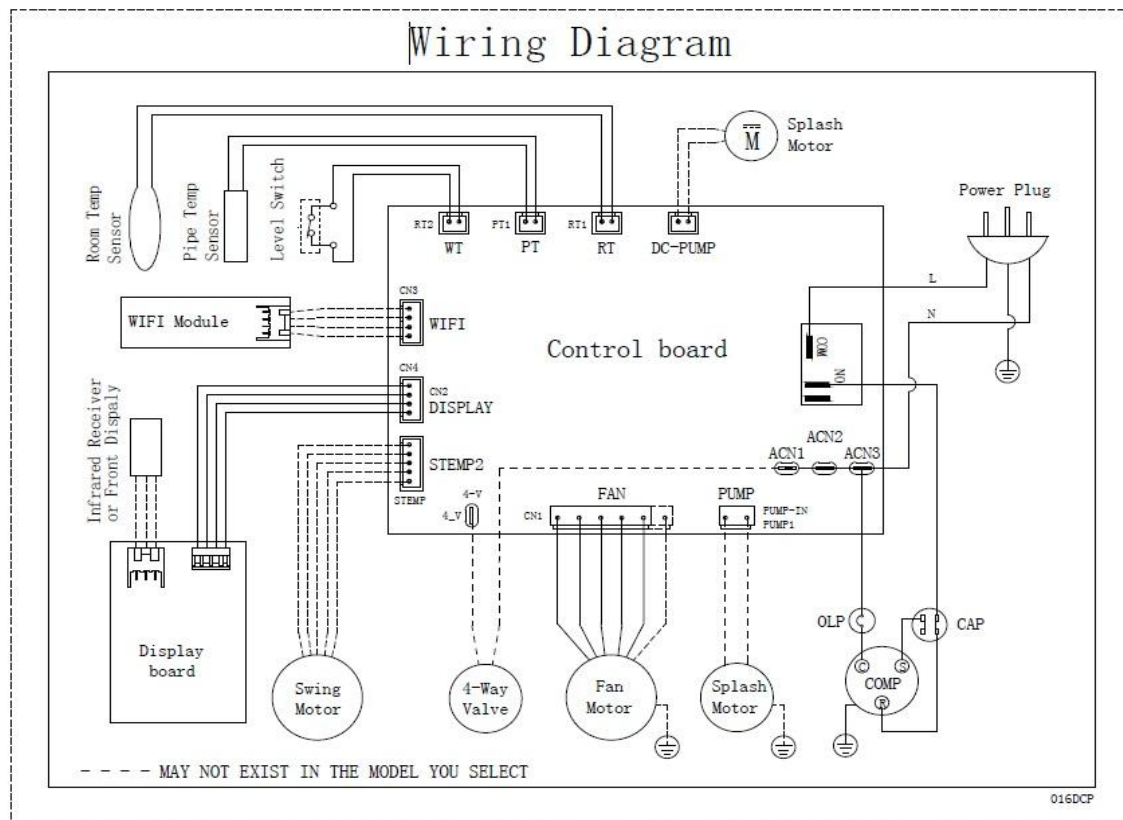 Wiring Diagram
Splash
Motor
M
Power Plug
Room Temp
Sensor
Pipe Temp
Sensor
Level Switch
RT2
WT
PT1
PT
RT1
RT
DC-PUMP
L
N
WIFI Module
CN3
WIFI
Control board
COM
NO
CN4
CN2
DISPLAY
Infrared Receiver
or Front Dispaly
STEMP2
STEMP
ACN1
ACN2
ACN3
4-V
4_V
FAN
CN1
PUMP
PUMP-IN
PUMP1
OLP
CAP
C
S
COMP
R
Display
board
Swing
Motor
4-Way
Valve
Fan
Motor
Splash
Motor
- - - - MAY NOT EXIST IN THE MODEL YOU SELECT
016DCP